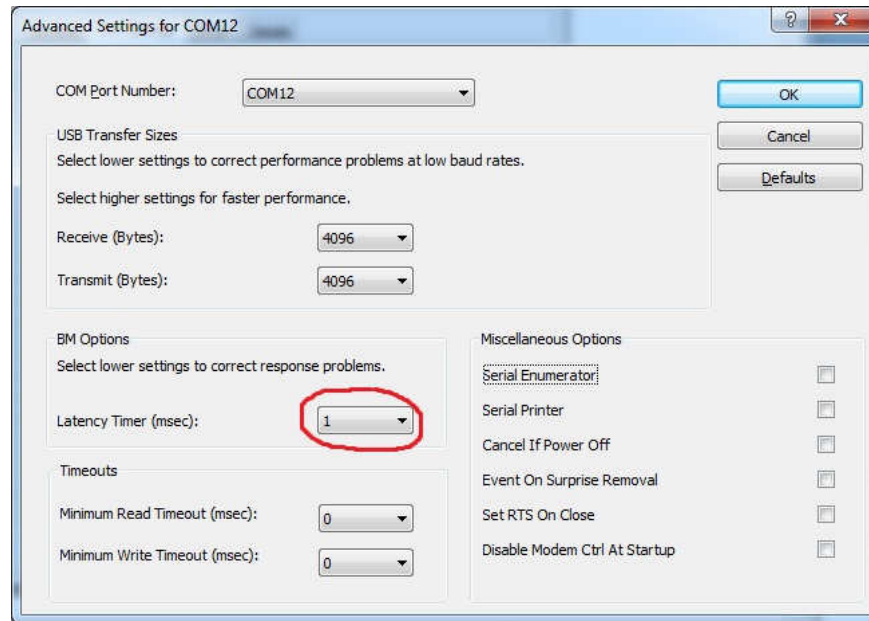 Advanced Settings for COM12
COM Port Number:
COM12
OK
USB Transfer Sizes
Cancel
Select lower settings to correct performance problems at low baud rates.
Defaults
Select higher settings for faster performance.
Receive (Bytes):
4096
Transmit (Bytes):
4096
BM Options
Select lower settings to correct response problems.
Latency Timer (msec):
1
Timeouts
Minimum Read Timeout (msec):
0
Minimum Write Timeout (msec):
0
Miscellaneous Options
Serial Enumerator
Serial Printer
Cancel If Power Off
Event On Surprise Removal
Set RTS On Close
Disable Modem Ctrl At Startup